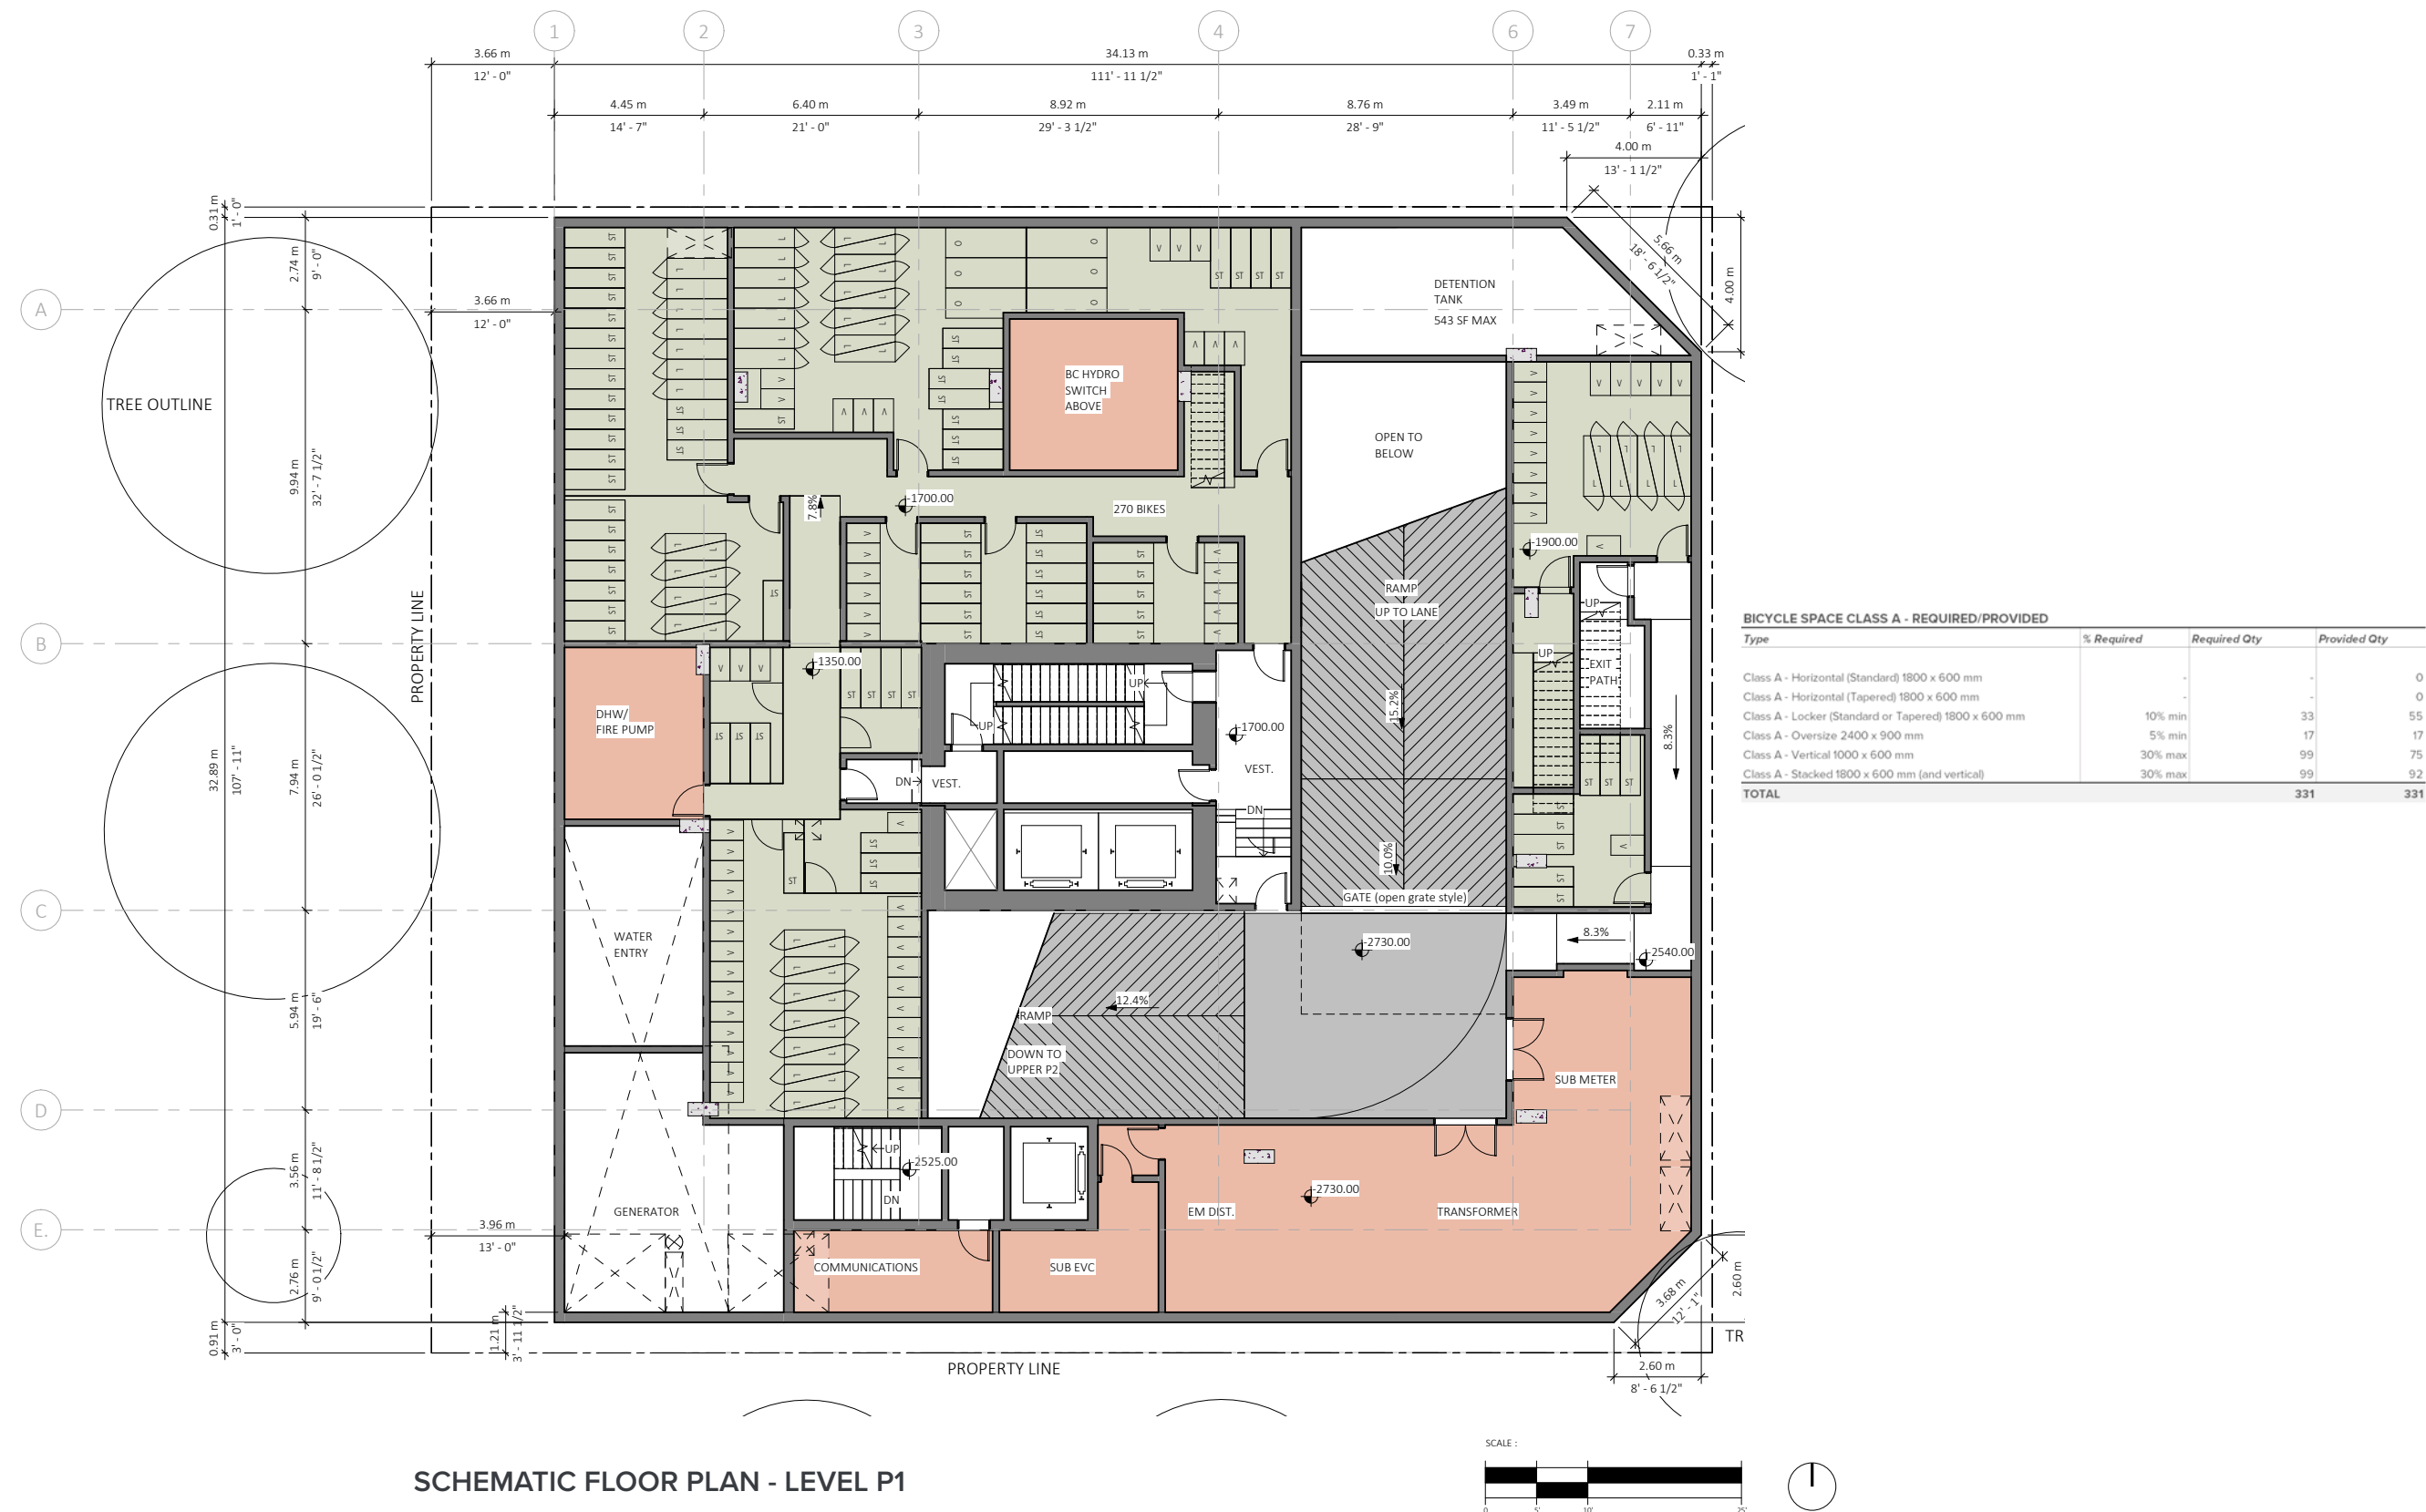 1 2 3 4 6 7
3.66 m 34.13 m 0.33 m
12' - 0" 111' - 11 1/2" 1' - 1"
4.45 m 6.40 m 8.92 m 8.76 m 3.49 m 2.11 m
14' - 7" 21' - 0" 29' - 3 1/2" 28' - 9" 11' - 5 1/2" 6' - 11"
4.00 m
13' - 1 1/2"
5.66 m
18' - 6 1/2"
4.00 m
0.31 m
1' - 0"
2.74 m
9' - 0"
A
3.66 m
12' - 0"
TREE OUTLINE
9.94 m
32' - 7 1/2"
PROPERTY LINE
B
32.89 m
107' - 11"
7.94 m
26' - 0 1/2"
C
5.94 m
19' - 6"
D
3.56 m
11' - 8 1/2"
E.
3.96 m
13' - 0"
2.76 m
9' - 0 1/2"
0.91 m
3' - 0"
1.21 m
3' - 11 1/2"
DETENTION
TANK
543 SF MAX
BC HYDRO
SWITCH
ABOVE
OPEN TO
BELOW
-1700.00
7.8%
270 BIKES
-1900.00
RAMP
UP TO LANE
UP
EXIT
PATH
UP
8.3%
15.2%
10.0%
GATE (open grate style)
-1350.00
DHW/
FIRE PUMP
UP
UP
-1700.00
VEST.
DN
DN
VEST.
WATER
ENTRY
-2730.00
8.3%
-2540.00
12.4%
RAMP
DOWN TO
UPPER P2
SUB METER
UP
-2525.00
DN
GENERATOR
EM DIST.
-2730.00
TRANSFORMER
COMMUNICATIONS
SUB EVC
3.68 m
12' - 1"
2.60 m
TR
2.60 m
8' - 6 1/2"
PROPERTY LINE
BICYCLE SPACE CLASS A - REQUIRED/PROVIDED
Type % Required Required Qty Provided Qty
Class A - Horizontal (Standard) 1800 x 600 mm - - 0
Class A - Horizontal (Tapered) 1800 x 600 mm - - 0
Class A - Locker (Standard or Tapered) 1800 x 600 mm 10% min 33 55
Class A - Oversize 2400 x 900 mm 5% min 17 17
Class A - Vertical 1000 x 600 mm 30% max 99 75
Class A - Stacked 1800 x 600 mm (and vertical) 30% max 99 92
TOTAL 331 331
SCHEMATIC FLOOR PLAN - LEVEL P1
SCALE :
0 5' 10' 25'